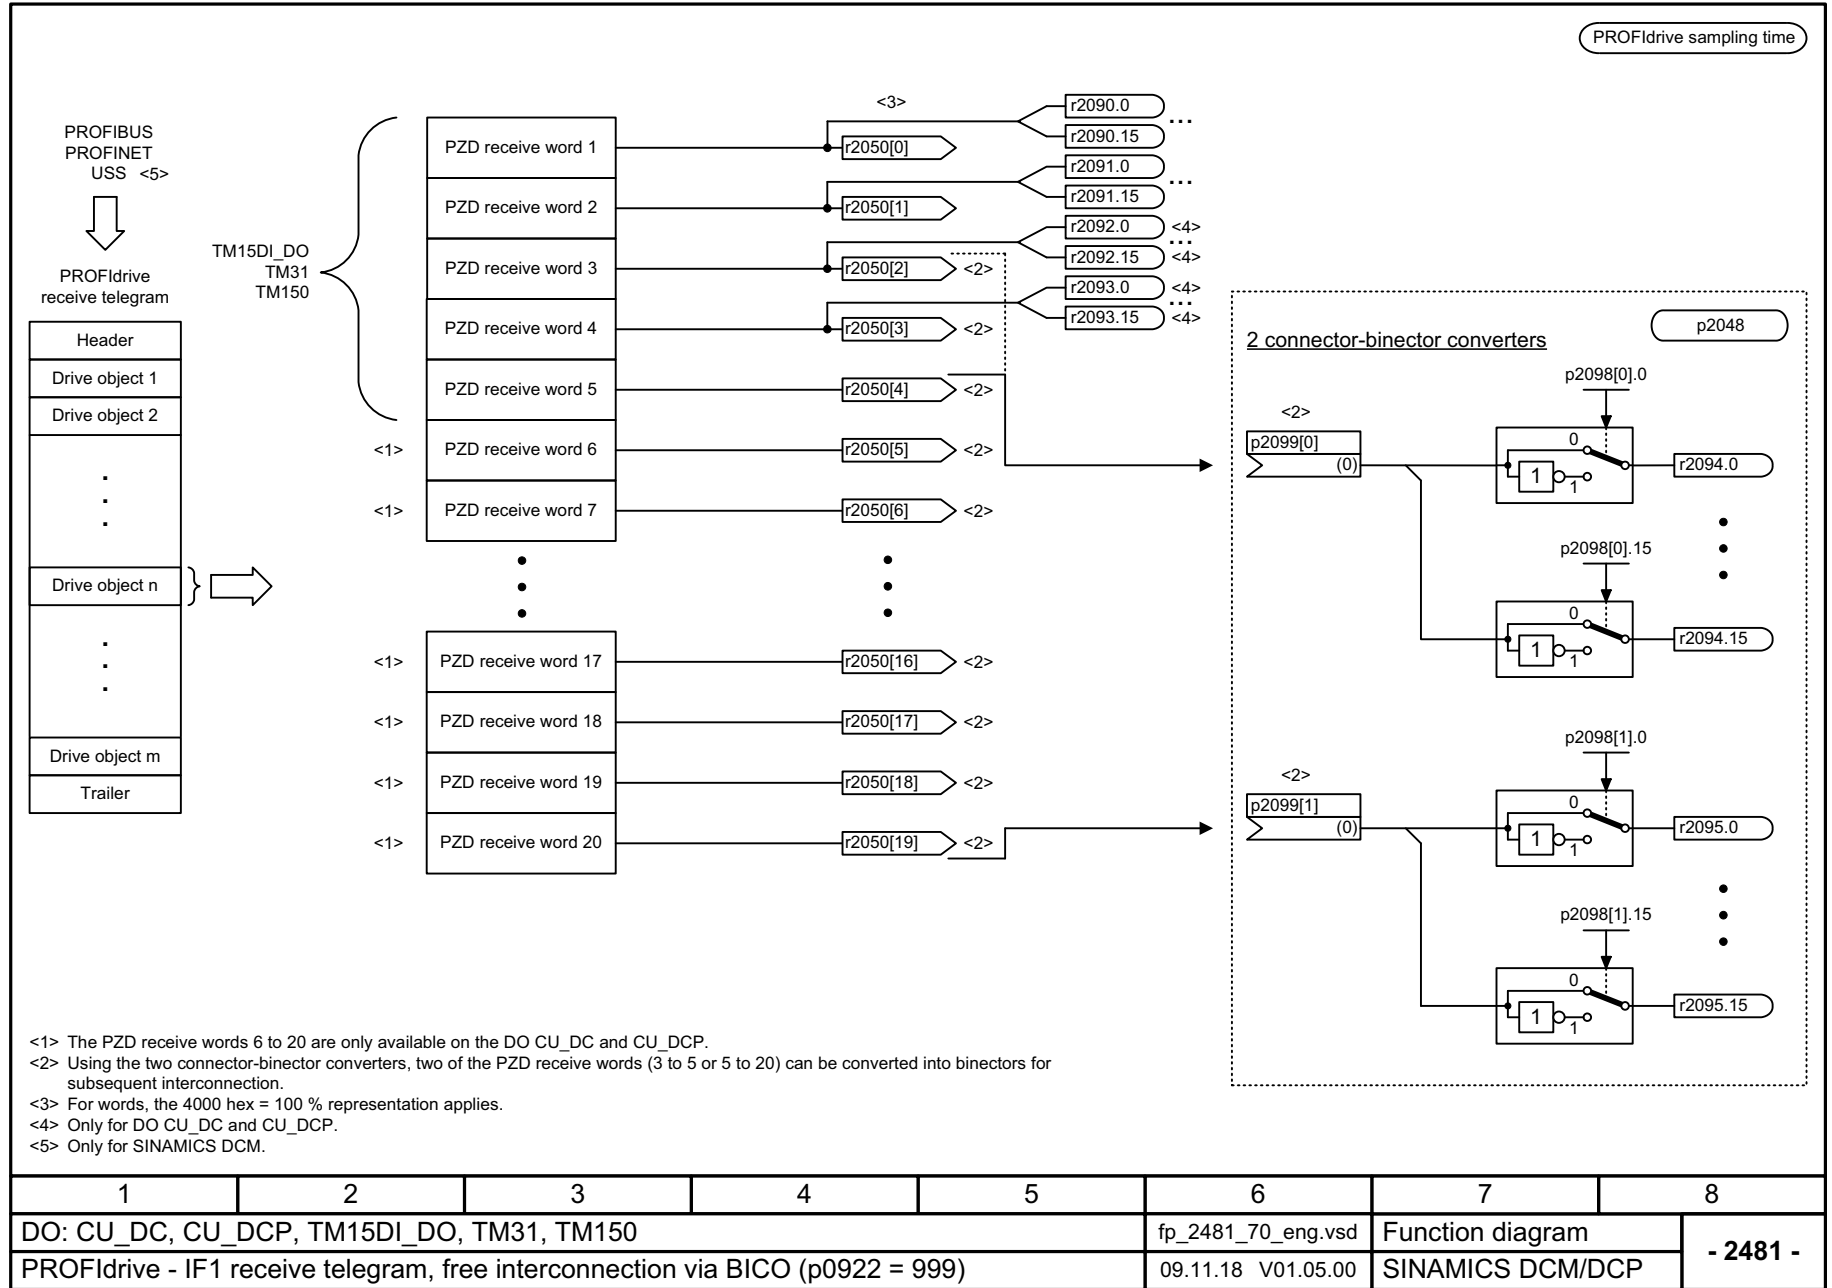 PROFIdrive sampling time
PROFIBUS
PROFINET
USS <5>
PROFIdrive
receive telegram
Header
Drive object 1
Drive object 2
Drive object n
Drive object m
Trailer
TM15DI_DO
TM31
TM150
<3>
PZD receive word 1
r2050[0]
r2090.0
...
r2090.15
PZD receive word 2
r2050[1]
r2091.0
...
r2091.15
PZD receive word 3
r2050[2] <2>
r2092.0 <4>
...
r2092.15 <4>
PZD receive word 4
r2050[3] <2>
r2093.0 <4>
...
r2093.15 <4>
PZD receive word 5
r2050[4] <2>
<1> PZD receive word 6
r2050[5] <2>
<1> PZD receive word 7
r2050[6] <2>
<1> PZD receive word 17
r2050[16] <2>
<1> PZD receive word 18
r2050[17] <2>
<1> PZD receive word 19
r2050[18] <2>
<1> PZD receive word 20
r2050[19] <2>
2 connector-binector converters
p2048
<2>
p2099[0]
(0)
p2098[0].0
0
1
1
r2094.0
p2098[0].15
0
1
1
r2094.15
<2>
p2099[1]
(0)
p2098[1].0
0
1
1
r2095.0
p2098[1].15
0
1
1
r2095.15
<1> The PZD receive words 6 to 20 are only available on the DO CU_DC and CU_DCP.
<2> Using the two connector-binector converters, two of the PZD receive words (3 to 5 or 5 to 20) can be converted into binectors for
subsequent interconnection.
<3> For words, the 4000 hex = 100 % representation applies.
<4> Only for DO CU_DC and CU_DCP.
<5> Only for SINAMICS DCM.
1 2 3 4 5 6 7 8
DO: CU_DC, CU_DCP, TM15DI_DO, TM31, TM150
fp_2481_70_eng.vsd
Function diagram
- 2481 -
PROFIdrive - IF1 receive telegram, free interconnection via BICO (p0922 = 999)
09.11.18 V01.05.00
SINAMICS DCM/DCP